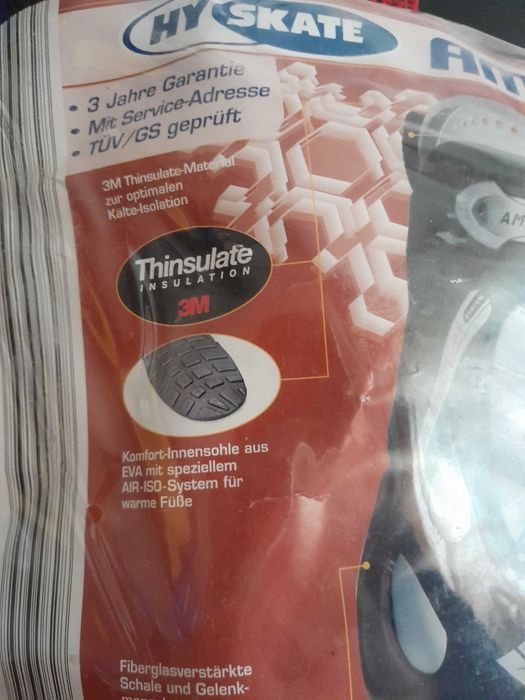 HY SKATE
• 3 Jahre Garantie
• Mit Service-Adresse
• TÜV/GS geprüft
3M Thinsulate-Material
zur optimalen
Kälte-Isolation
Thinsulate™
INSULATION
3M
Komfort-Innensohle aus
EVA mit speziellem
AIR-ISO-System für
warme Füße
Fiberglasverstärkte
Schale und Gelenk-